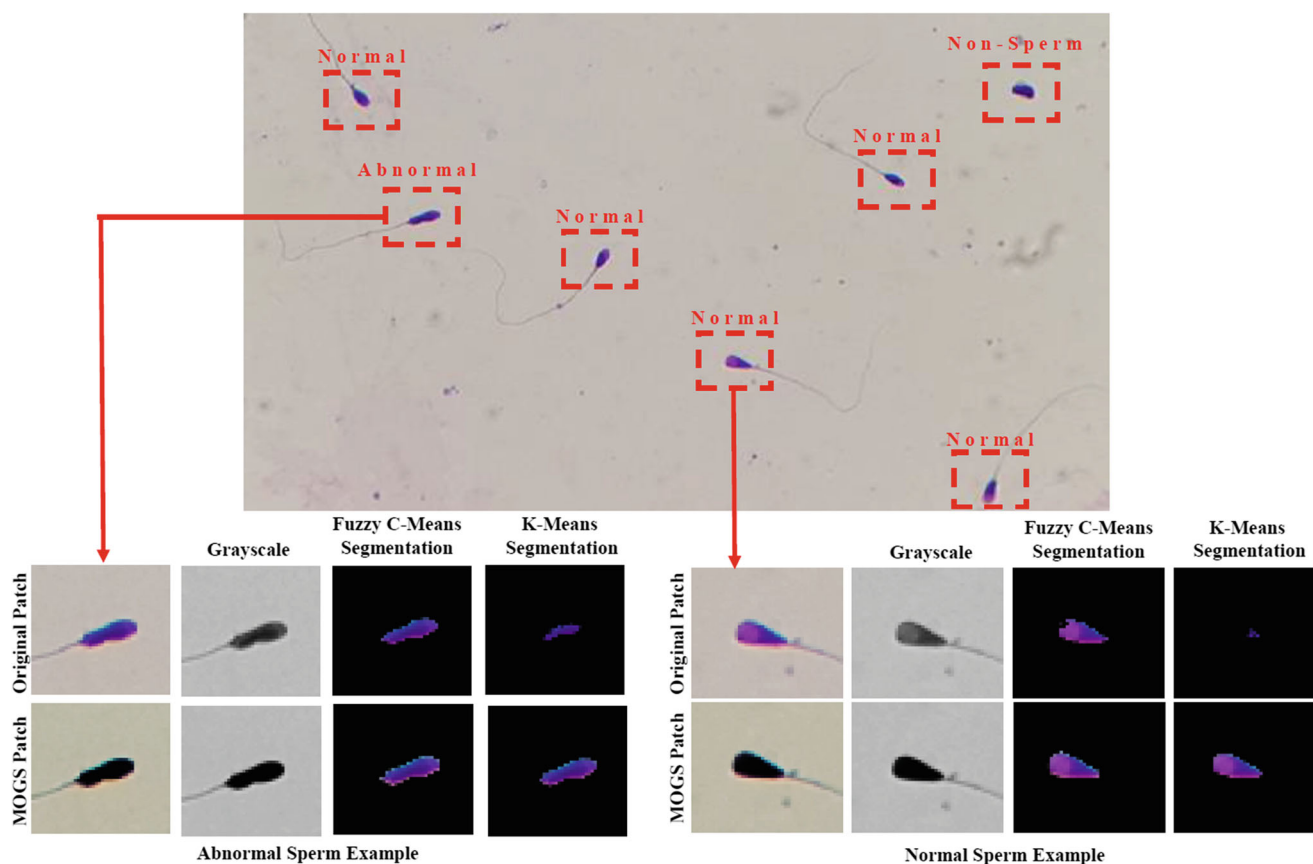 Normal
Non-Sperm
Normal
Abnormal
Normal
Normal
Normal
Grayscale
Fuzzy C-Means
Segmentation
K-Means
Segmentation
Original Patch
MOGS Patch
Abnormal Sperm Example
Grayscale
Fuzzy C-Means
Segmentation
K-Means
Segmentation
Original Patch
MOGS Patch
Normal Sperm Example